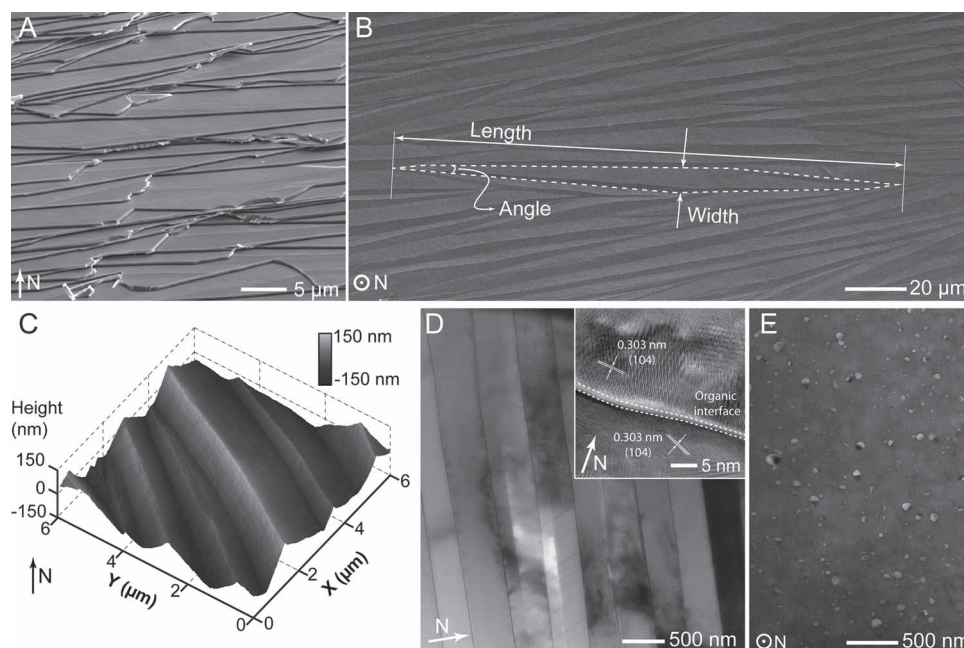 A
N
5 μm
B
Length
Angle
Width
N
20 μm
C
150 nm
-150 nm
Height
(nm)
150
0
-150
6
4
2
0
0
2
4
6
Y (μm)
X (μm)
N
D
0.303 nm
(104)
Organic
interface
0.303 nm
(104)
N
5 nm
N
500 nm
E
N
500 nm